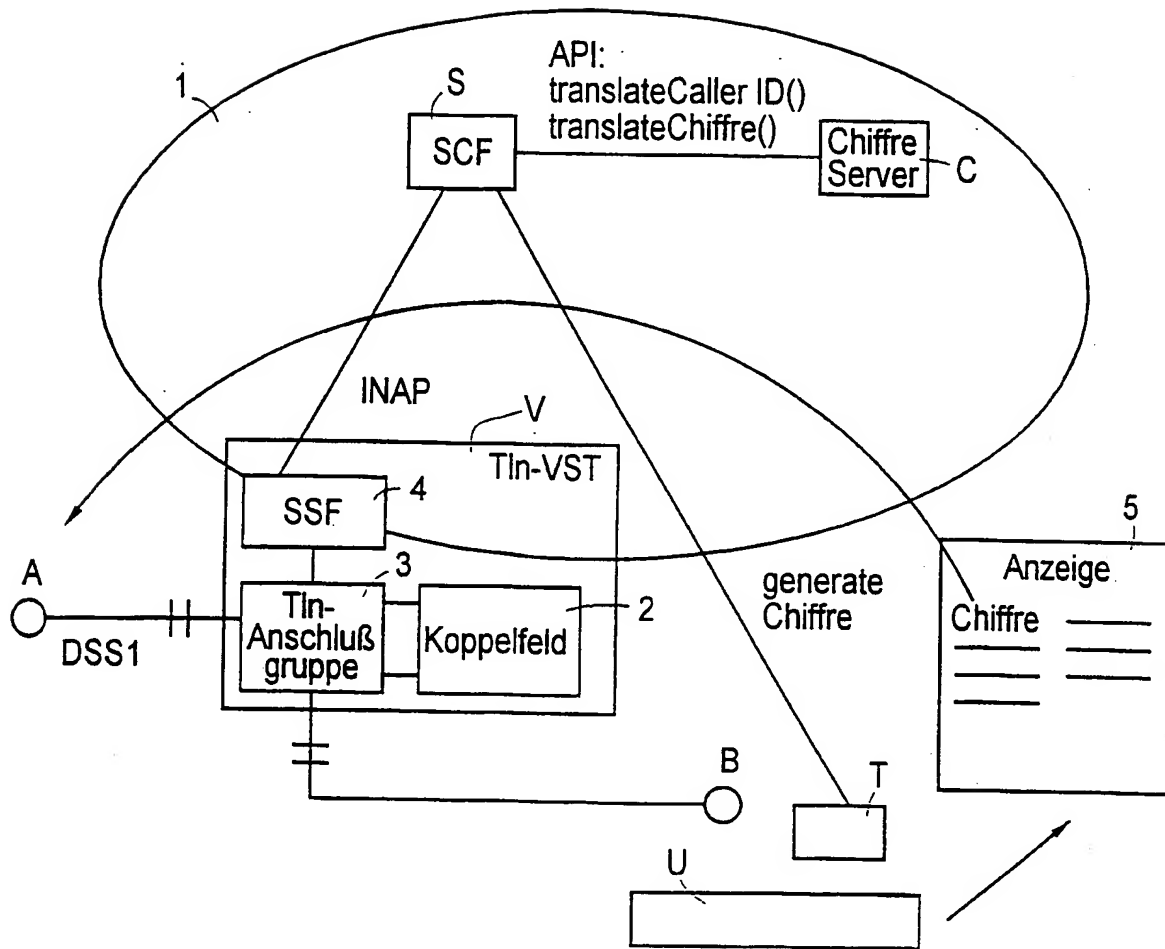 1
S
SCF
API:
translateCaller ID()
translateChiffre()
Chiffre
Server
C
INAP
V
Tln-VST
SSF
4
A
DSS1
3
Tln-
Anschluß
gruppe
Koppelfeld
2
generate
Chiffre
5
Anzeige
Chiffre
B
T
U